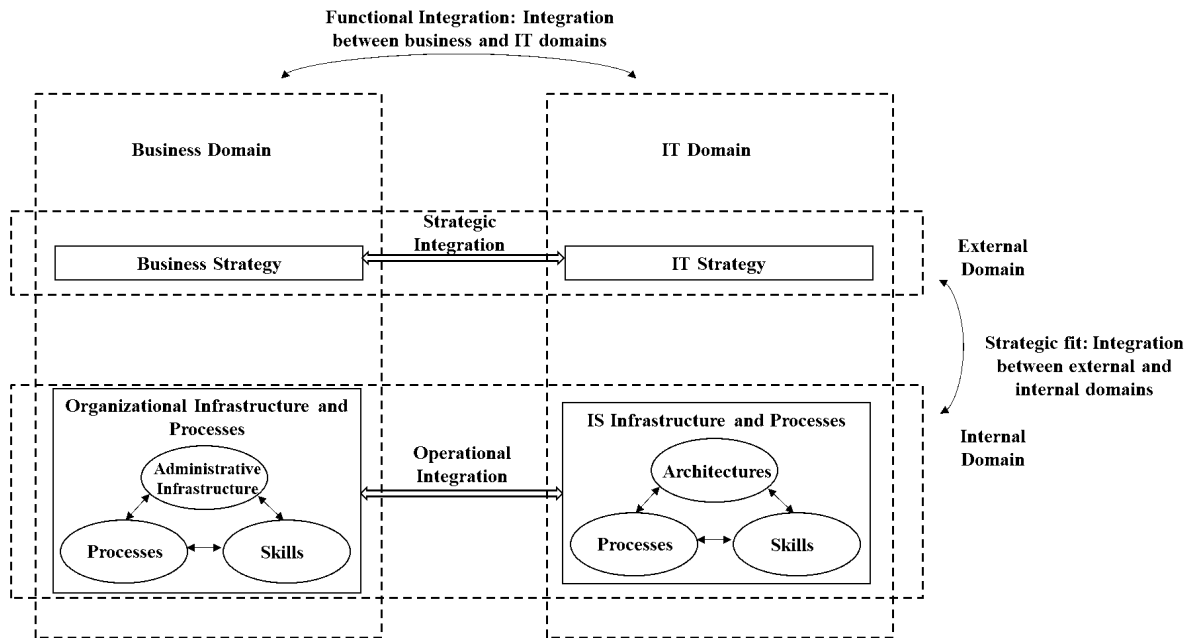 Functional Integration: Integration
between business and IT domains
Business Domain
IT Domain
Strategic
Integration
Business Strategy
IT Strategy
External
Domain
Strategic fit: Integration
between external and
internal domains
Organizational Infrastructure and
Processes
Administrative
Infrastructure
Processes
Skills
Operational
Integration
IS Infrastructure and Processes
Architectures
Processes
Skills
Internal
Domain